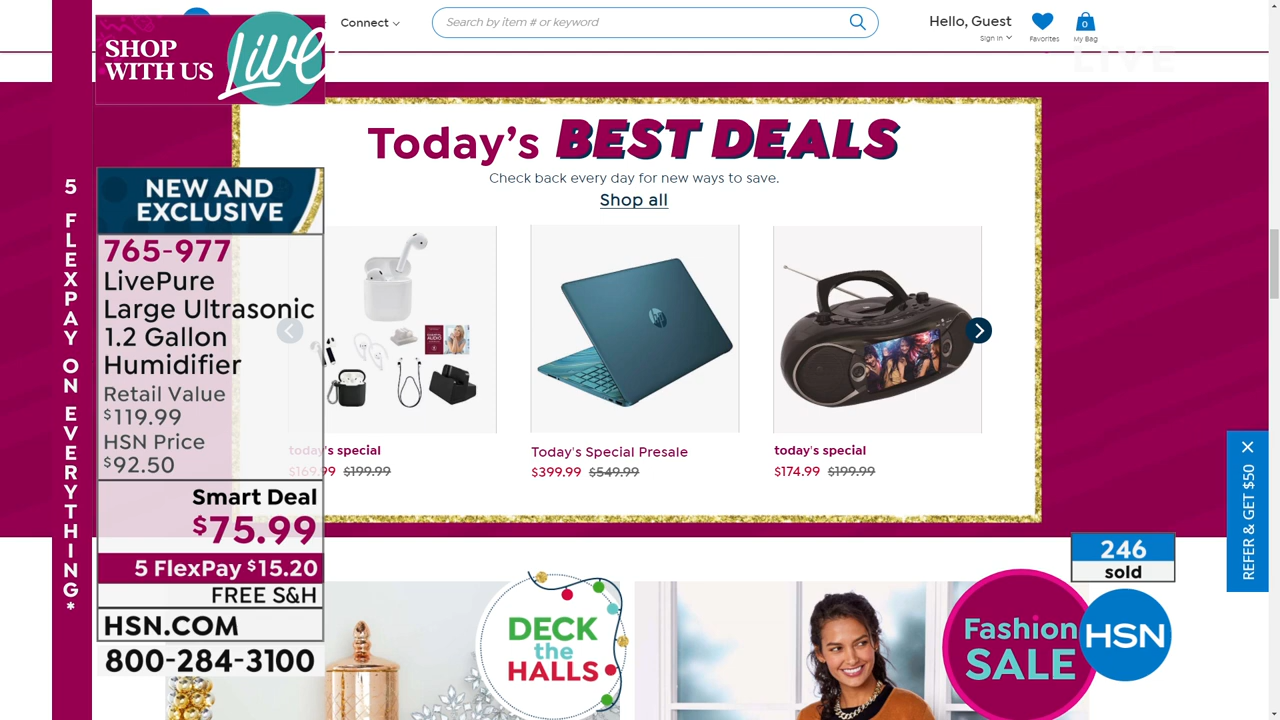 SHOP
WITH US
Live
Connect
Search by item # or keyword
Hello, Guest
Sign In
Favorites
0
My Bag
LIVE
5 FLEXPAY ON EVERYTHING*
Today's BEST DEALS
Check back every day for new ways to save.
Shop all
NEW AND
EXCLUSIVE
765-977
LivePure
Large Ultrasonic
1.2 Gallon
Humidifier
Retail Value
$119.99
HSN Price
$92.50
Smart Deal
$75.99
5 FlexPay $15.20
FREE S&H
HSN.COM
800-284-3100
hp
today's special
$169.99 $199.99
Today's Special Presale
$399.99 $549.99
today's special
$174.99 $199.99
REFER & GET $50
246
sold
DECK
the
HALLS
Fashion
SALE
HSN